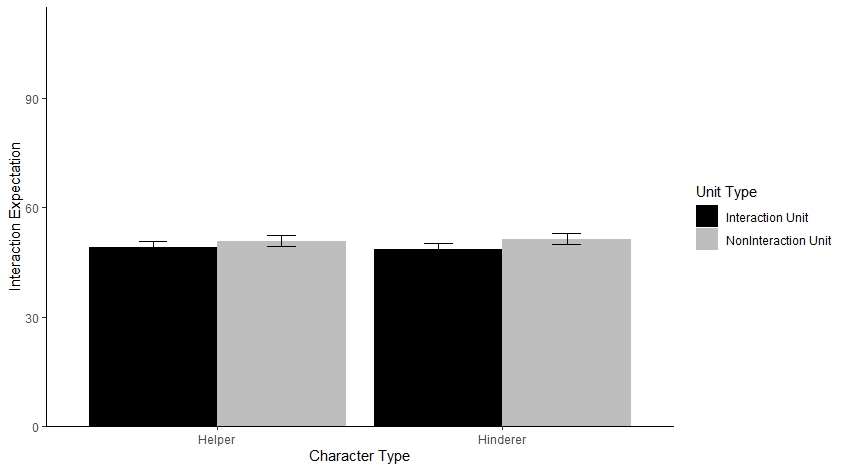 Interaction Expectation
90
60
30
0
Helper
Hinderer
Character Type
Unit Type
Interaction Unit
NonInteraction Unit